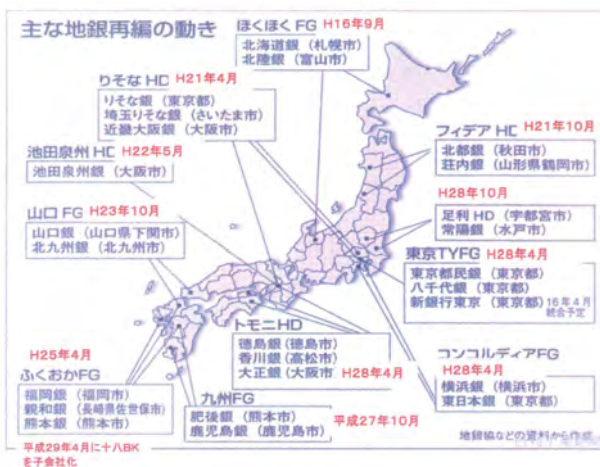 主な地銀再編の動き
ほくほくFG H16年9月
北海道銀（札幌市）
北陸銀（富山市）
りそなHD H21年4月
りそな銀（東京都）
埼玉りそな銀（さいたま市）
近畿大阪銀（大阪市）
池田泉州HD H22年5月
池田泉州銀（大阪市）
山口FG H23年10月
山口銀（山口県下関市）
北九州銀（北九州市）
フィデアHD H21年10月
北都銀（秋田市）
荘内銀（山形県鶴岡市）
H28年10月
足利HD（宇都宮市）
常陽銀（水戸市）
東京TYFG H28年4月
東京都民銀（東京都）
八千代銀（東京都）
新銀行東京（東京都）16年4月統合予定
トモニHD
徳島銀（徳島市）
香川銀（高松市）
大正銀（大阪市 H28年4月
コンコルディアFG
H28年4月
横浜銀（横浜市）
東日本銀（東京都）
H25年4月
ふくおかFG
福岡銀（福岡市）
親和銀（長崎県佐世保市）
熊本銀（熊本市）
九州FG
平成27年10月
肥後銀（熊本市）
鹿児島銀（鹿児島市）
平成29年4月に十八BK
を子会社化
地銀協などの資料から作成